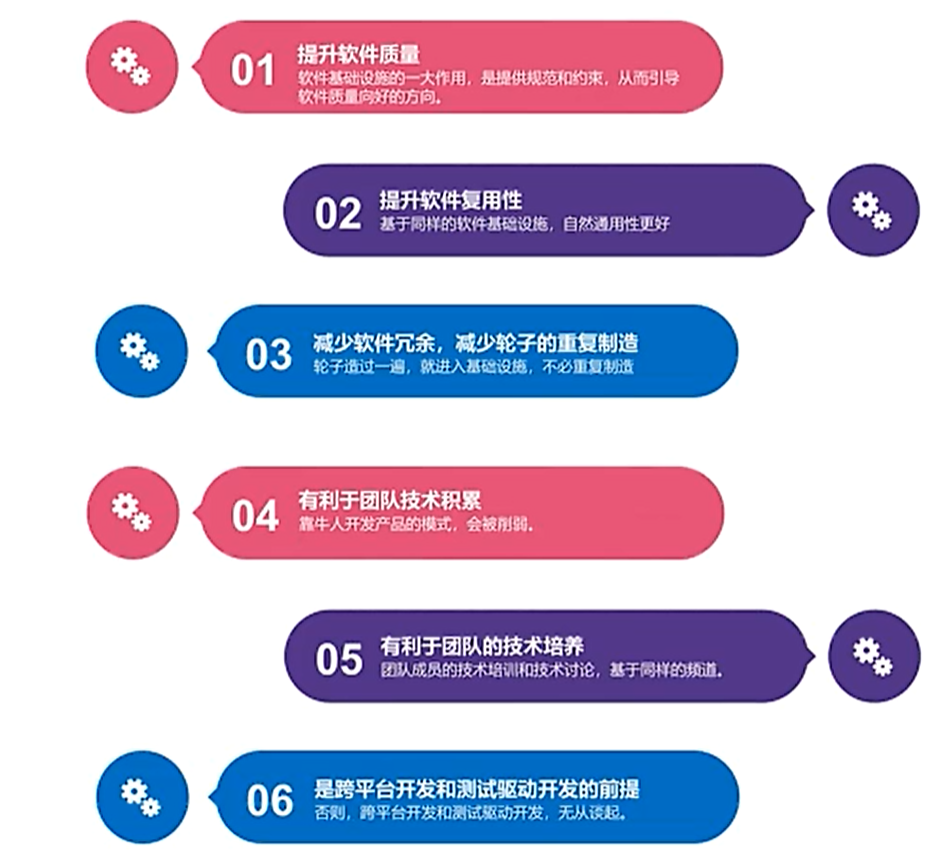 01
提升软件质量
软件基础设施的一大作用，是提供规范和约束，从而引导
软件质量向好的方向。
02
提升软件复用性
基于同样的软件基础设施，自然通用性更好
03
减少软件冗余，减少轮子的重复制造
轮子造过一遍，就进入基础设施，不必重复制造
04
有利于团队技术积累
靠牛人开发产品的模式，会被削弱。
05
有利于团队的技术培养
团队成员的技术培训和技术讨论，基于同样的频道。
06
是跨平台开发和测试驱动开发的前提
否则，跨平台开发和测试驱动开发，无从谈起。